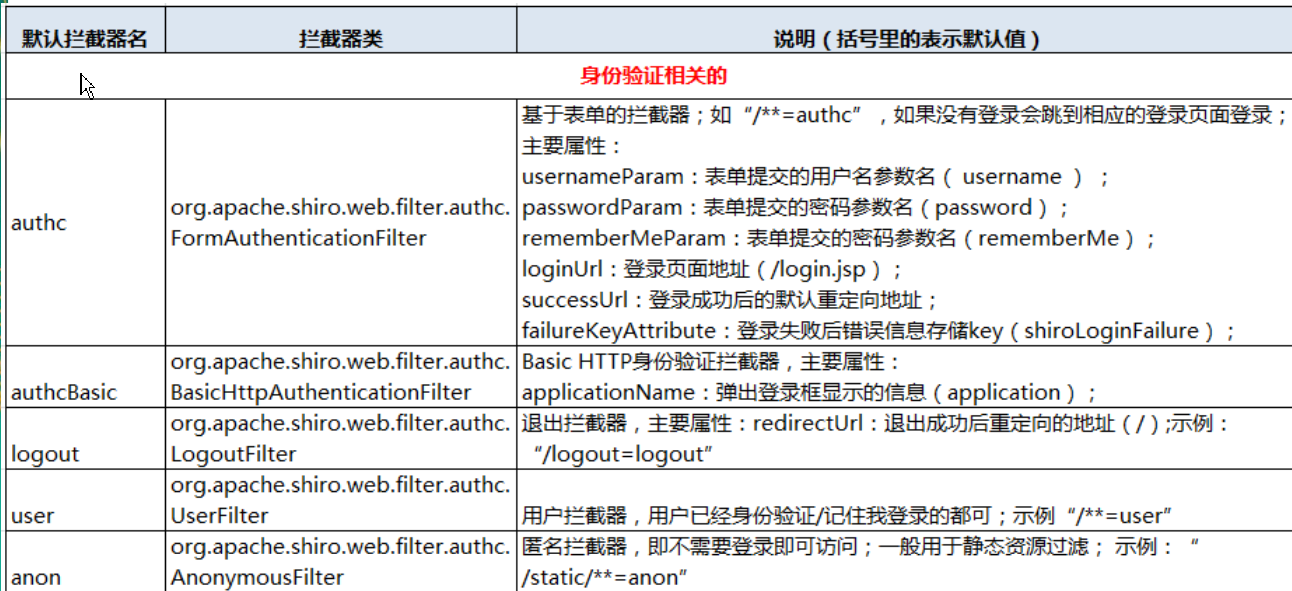 默认拦截器名 拦截器类 说明（括号里的表示默认值）
身份验证相关的
authc
org.apache.shiro.web.filter.authc.
FormAuthenticationFilter
基于表单的拦截器；如“/**=authc”，如果没有登录会跳到相应的登录页面登录；
主要属性：
usernameParam：表单提交的用户名参数名（ username ） ；
passwordParam：表单提交的密码参数名（password）；
rememberMeParam：表单提交的密码参数名（rememberMe）；
loginUrl：登录页面地址（/login.jsp）；
successUrl：登录成功后的默认重定向地址；
failureKeyAttribute：登录失败后错误信息存储key（shiroLoginFailure）；
authcBasic
org.apache.shiro.web.filter.authc.
BasicHttpAuthenticationFilter
Basic HTTP身份验证拦截器，主要属性：
applicationName：弹出登录框显示的信息（application）；
logout
org.apache.shiro.web.filter.authc.
LogoutFilter
退出拦截器，主要属性：redirectUrl：退出成功后重定向的地址（/）;示例：
“/logout=logout”
user
org.apache.shiro.web.filter.authc.
UserFilter
用户拦截器，用户已经身份验证/记住我登录的都可；示例“/**=user”
anon
org.apache.shiro.web.filter.authc.
AnonymousFilter
匿名拦截器，即不需要登录即可访问；一般用于静态资源过滤； 示例： “
/static/**=anon”